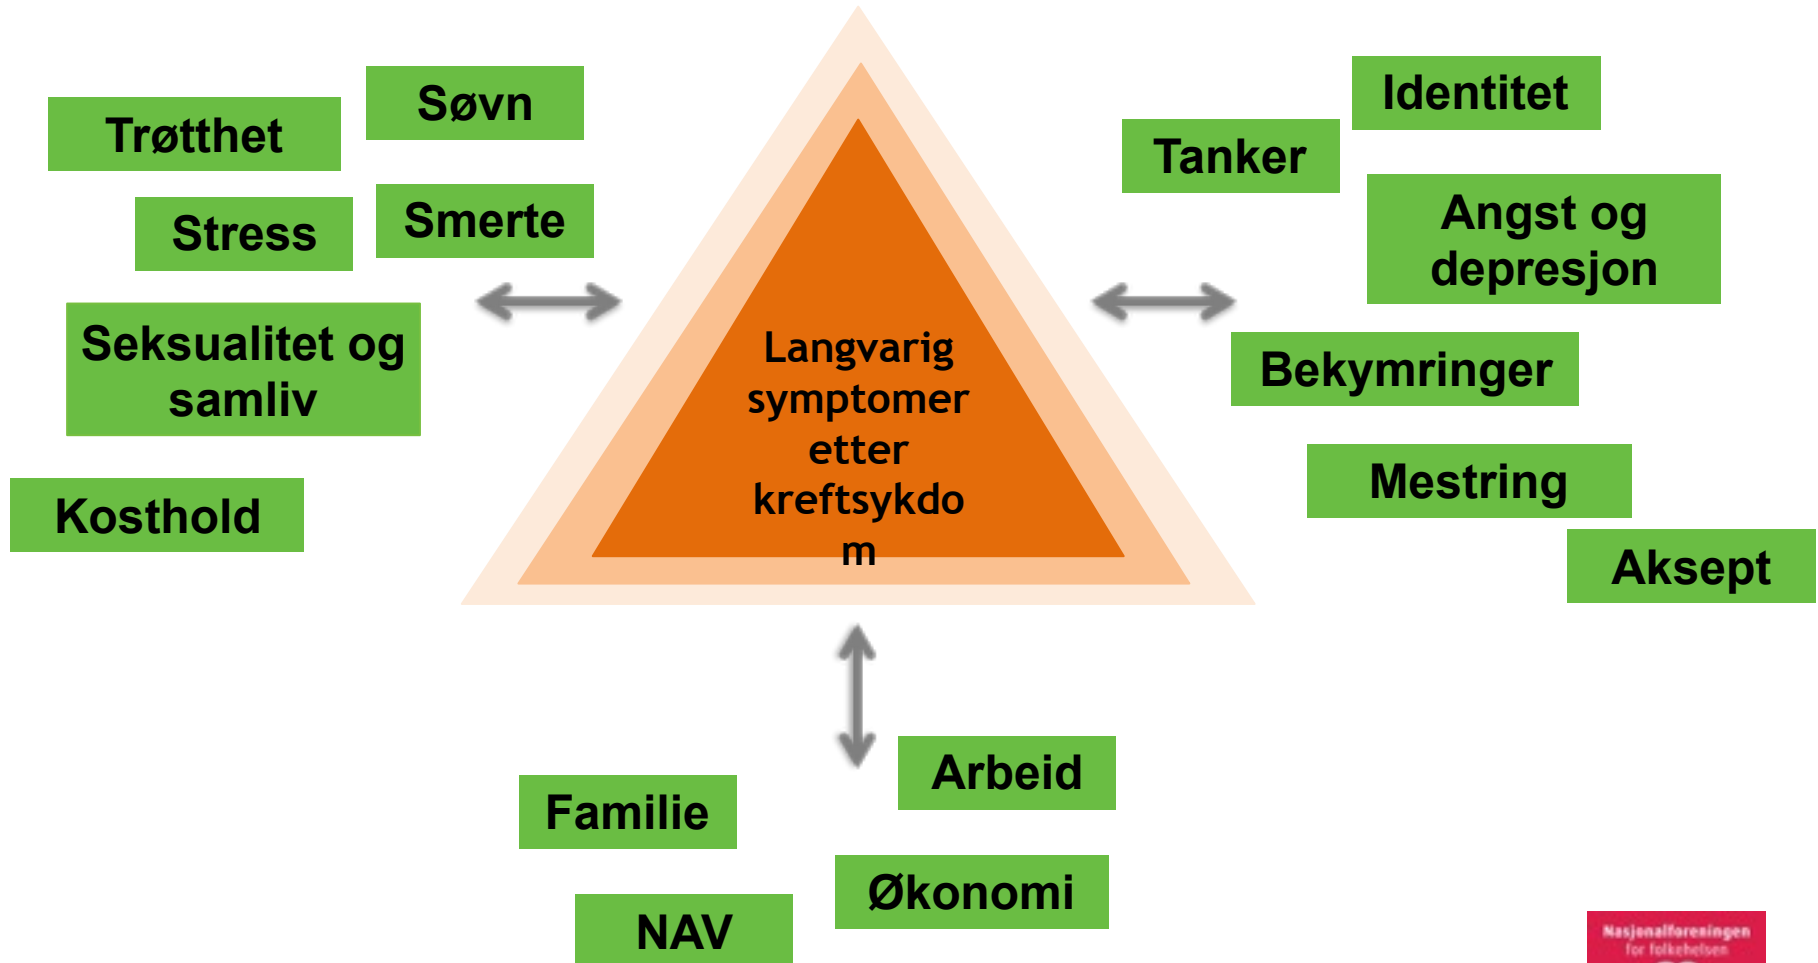 Trøtthet
Søvn
Stress
Smerte
Seksualitet og
samliv
Kosthold
Langvarig
symptomer
etter
kreftsykdo
m
Identitet
Tanker
Angst og
depresjon
Bekymringer
Mestring
Aksept
Familie
Arbeid
NAV
Økonomi
Nasjonalforeningen
for folkehelsen